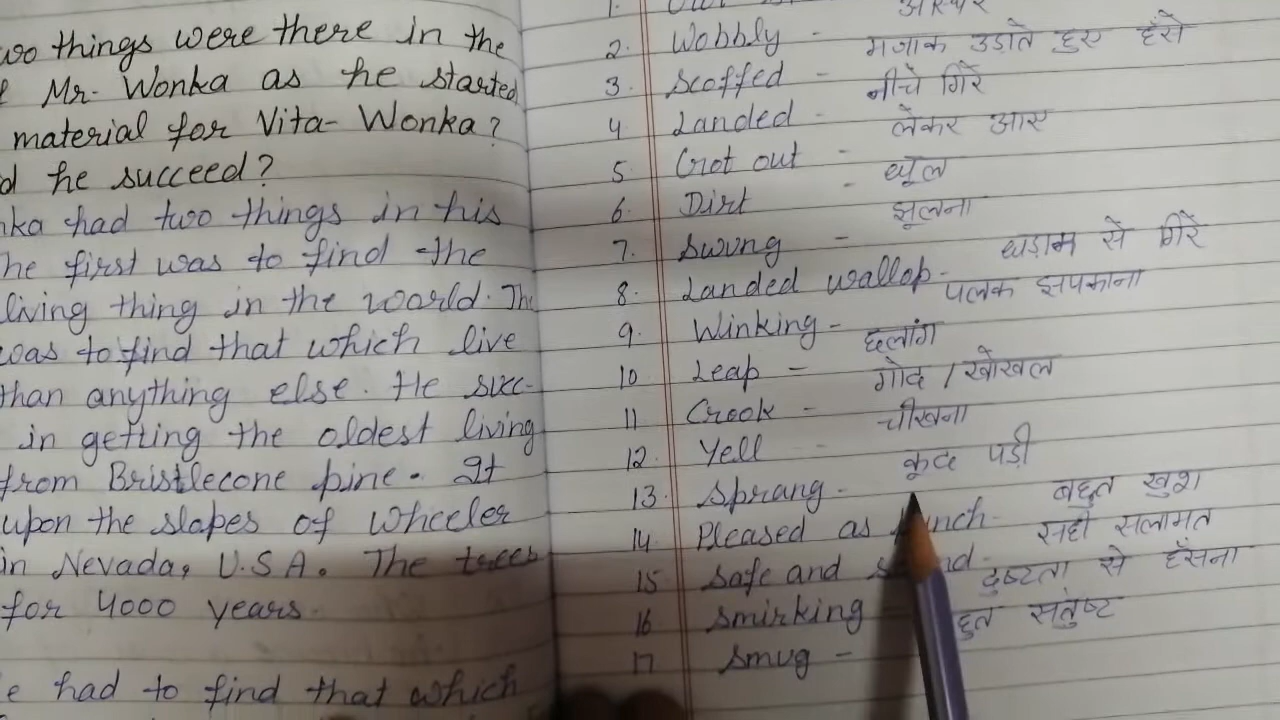 wo things were there in the
Mr. Wonka as he started
material for Vita-Wonka?
d he succeed?
nka had two things in his
he first was to find the
living thing in the world. The
was to find that which live
than anything else. He succ-
in getting the oldest living
from Bristlecone pine. It
upon the slopes of Wheeler
in Nevada, U.S.A. The trees
for 4000 years.
e had to find that which
1. अस्थिर
2. Wobbly - मजाक उड़ाते हुए हँसे
3. Scoffed - नीचे गिरे
4 Landed - लेकर आए
5 Got out - धूल
6. Dirt - झूलना
7. Swung - धड़ाम से गिरे
8. Landed wallop - पलक झपकाना
9. Winking - छलांग
10 Leap - गोद / खोखल
11 Crook - चीखना
12. Yell - कूद पड़ी
13. Sprang - बहुत खुश
14 Pleased as unch - सही सलामत
15 Safe and nd - दुष्टता से हँसना
16 Smirking हुत संतुष्ट
17 Smug -